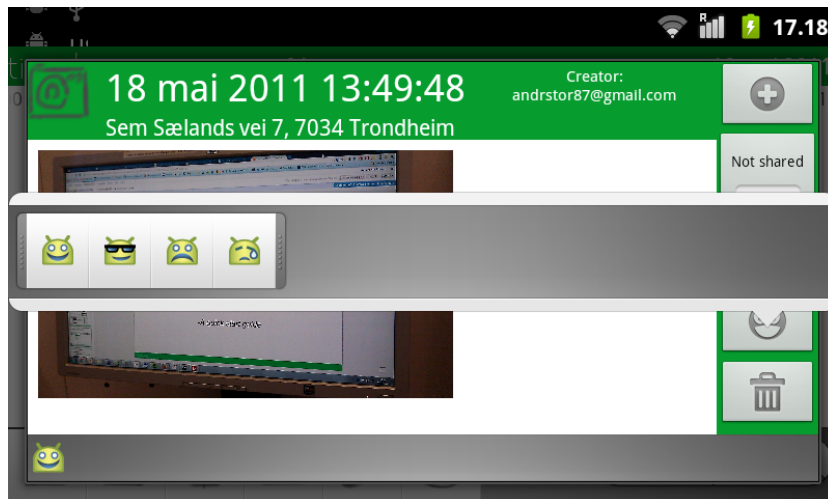 17.18
18 mai 2011 13:49:48
Sem Sælands vei 7, 7034 Trondheim
Creator:
andrstor87@gmail.com
Not shared